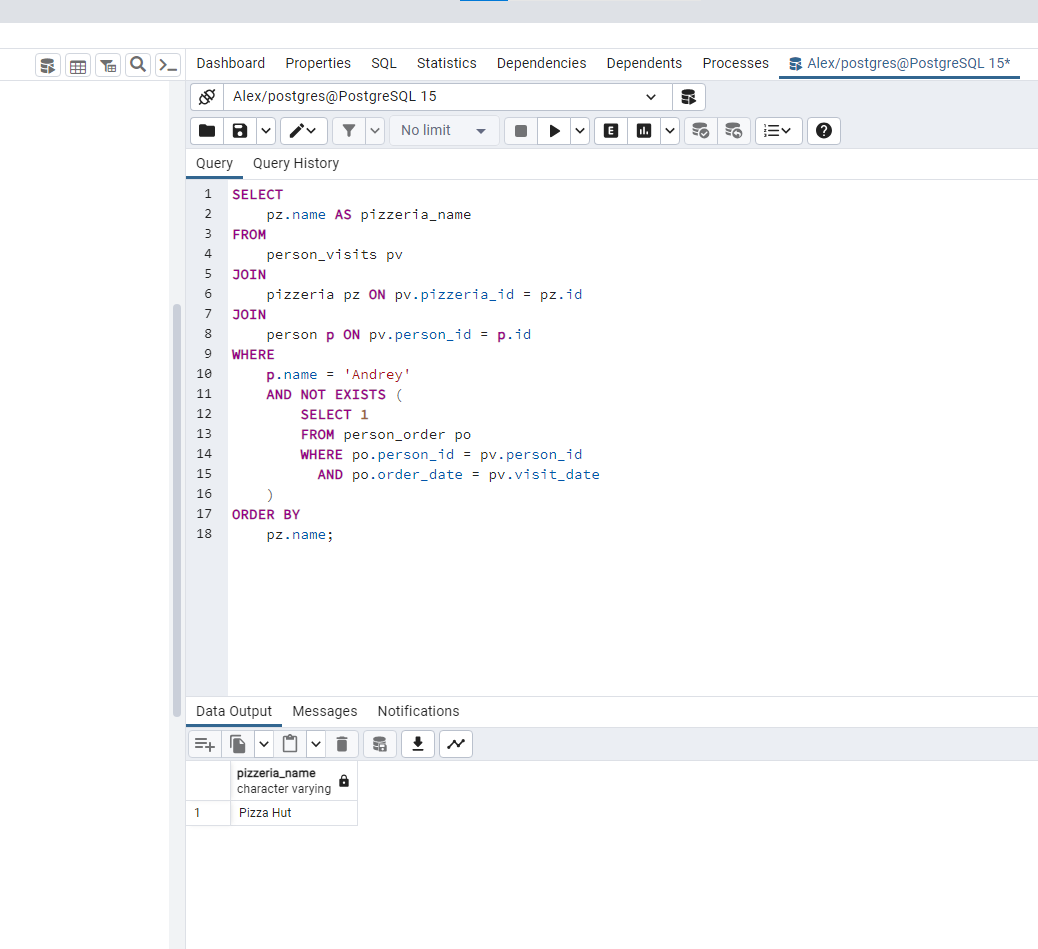 Dashboard Properties SQL Statistics Dependencies Dependents Processes Alex/postgres@PostgreSQL 15*
Alex/postgres@PostgreSQL 15
No limit E
Query Query History
1 SELECT
2 pz.name AS pizzeria_name
3 FROM
4 person_visits pv
5 JOIN
6 pizzeria pz ON pv.pizzeria_id = pz.id
7 JOIN
8 person p ON pv.person_id = p.id
9 WHERE
10 p.name = 'Andrey'
11 AND NOT EXISTS (
12 SELECT 1
13 FROM person_order po
14 WHERE po.person_id = pv.person_id
15 AND po.order_date = pv.visit_date
16 )
17 ORDER BY
18 pz.name;
Data Output Messages Notifications
pizzeria_name
character varying
1 Pizza Hut